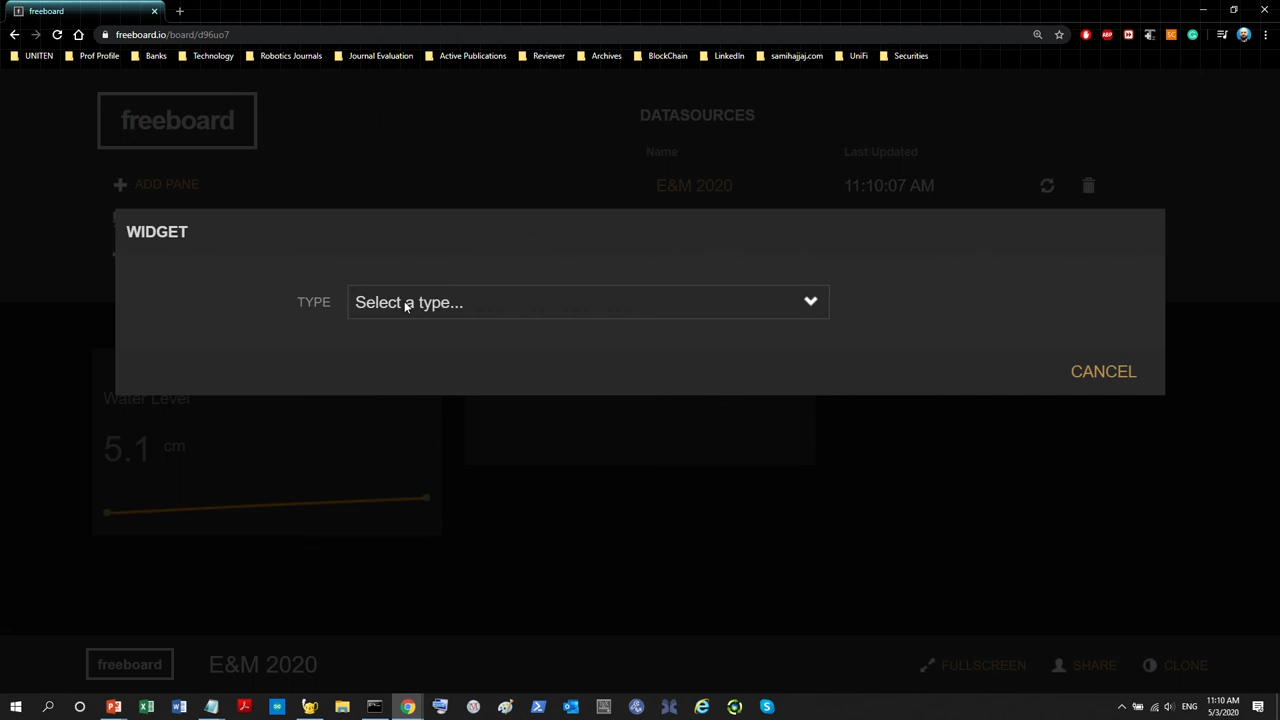 freeboard
freeboard.io/board/d96uo7
UNITEN Prof Profile Banks Technology Robotics Journals Journal Evaluation Active Publications Reviewer Archives BlockChain LinkedIn samihajjaj.com UniFi Securities
freeboard
DATASOURCES
Name Last Updated
ADD PANE
E&M 2020 11:10:07 AM
WIDGET
TYPE Select a type...
CANCEL
Water Level
5.1 cm
freeboard E&M 2020 FULLSCREEN SHARE CLONE
ENG 11:10 AM
5/3/2020